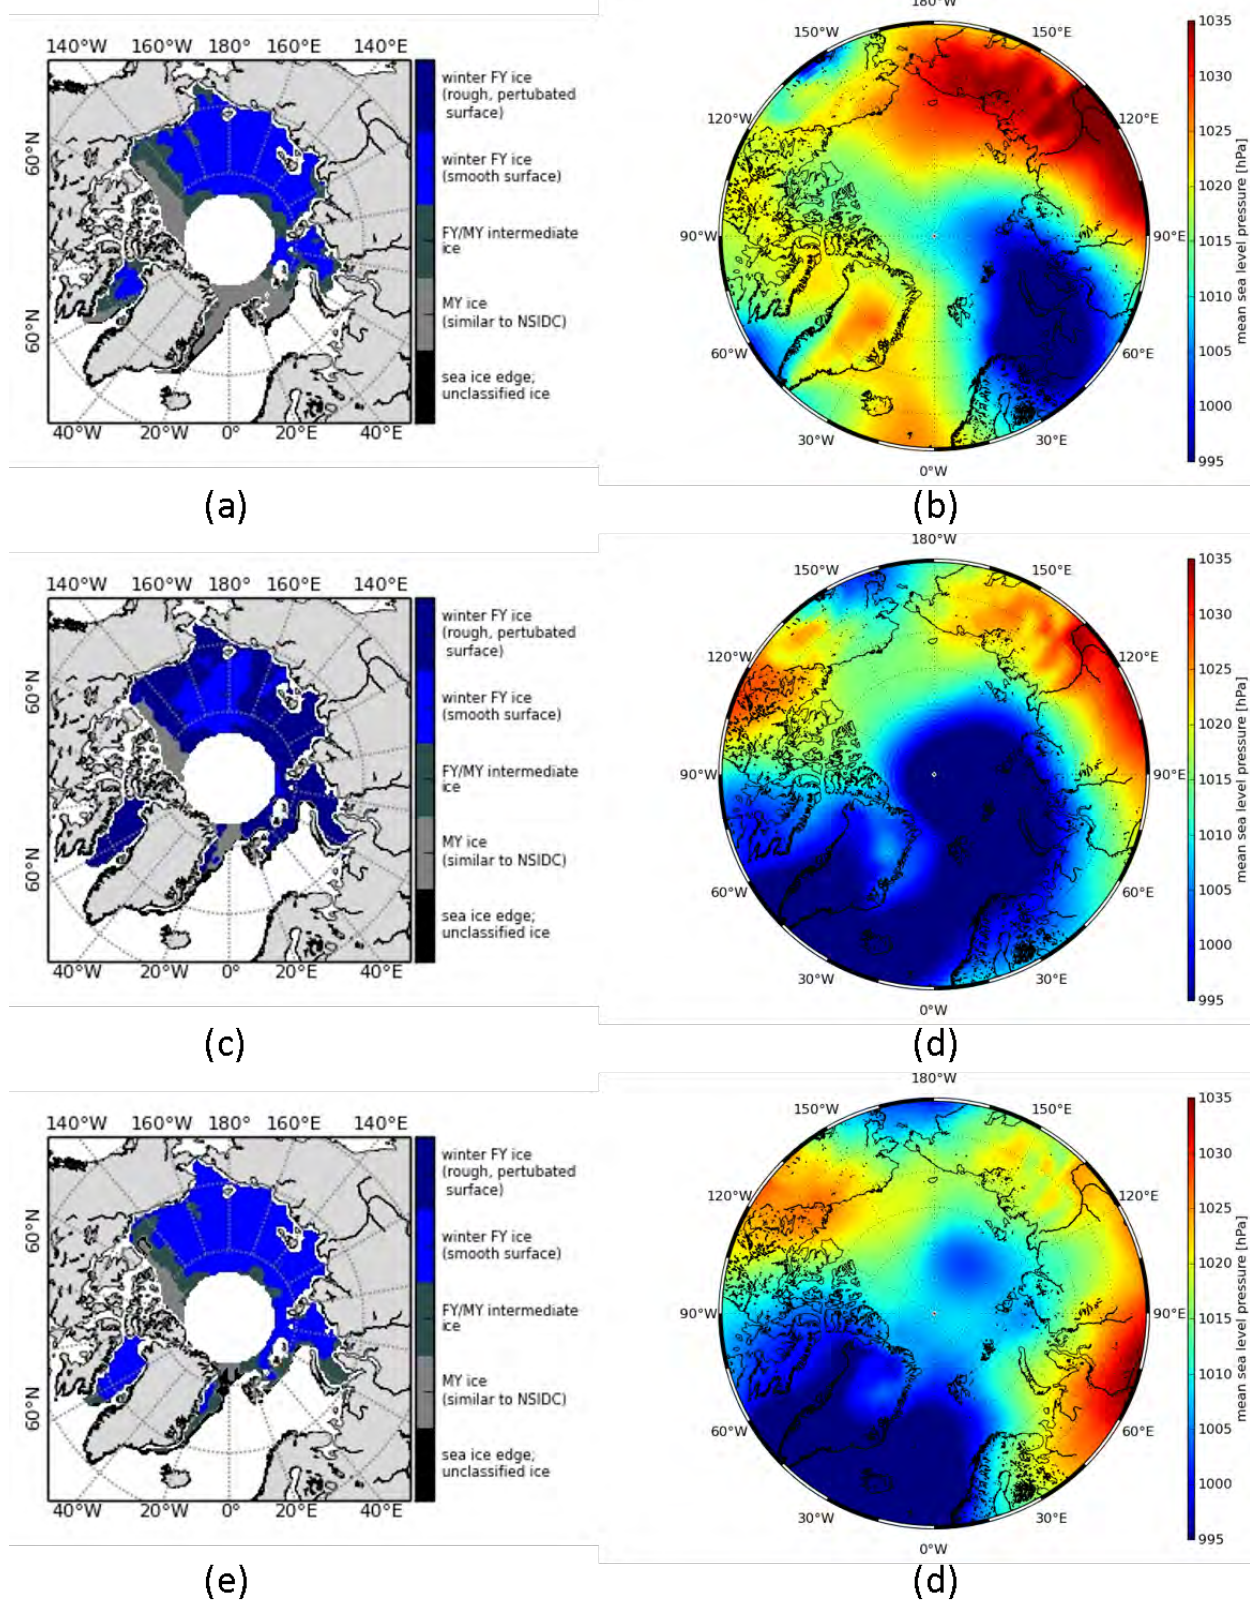 140°W 160°W 180° 160°E 140°E
60°N
60°N
40°W 20°W 0° 20°E 40°E
winter FY ice
(rough, pertubated
surface)
winter FY ice
(smooth surface)
FY/MY intermediate
ice
MY ice
(similar to NSIDC)
sea ice edge;
unclassified ice
(a)
180°W
150°W 150°E
120°W 120°E
90°W 90°E
60°W 60°E
30°W 30°E
0°W
1035
1030
1025
1020
1015
1010
1005
1000
995
mean sea level pressure [hPa]
(b)
140°W 160°W 180° 160°E 140°E
60°N
60°N
40°W 20°W 0° 20°E 40°E
winter FY ice
(rough, pertubated
surface)
winter FY ice
(smooth surface)
FY/MY intermediate
ice
MY ice
(similar to NSIDC)
sea ice edge;
unclassified ice
(c)
180°W
150°W 150°E
120°W 120°E
90°W 90°E
60°W 60°E
30°W 30°E
0°W
1035
1030
1025
1020
1015
1010
1005
1000
995
mean sea level pressure [hPa]
(d)
140°W 160°W 180° 160°E 140°E
60°N
60°N
40°W 20°W 0° 20°E 40°E
winter FY ice
(rough, pertubated
surface)
winter FY ice
(smooth surface)
FY/MY intermediate
ice
MY ice
(similar to NSIDC)
sea ice edge;
unclassified ice
(e)
180°W
150°W 150°E
120°W 120°E
90°W 90°E
60°W 60°E
30°W 30°E
0°W
1035
1030
1025
1020
1015
1010
1005
1000
995
mean sea level pressure [hPa]
(d)